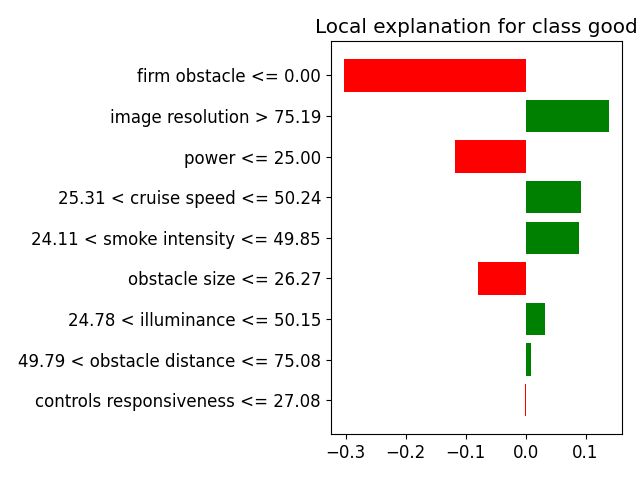 Local explanation for class good
firm obstacle <= 0.00
image resolution > 75.19
power <= 25.00
25.31 < cruise speed <= 50.24
24.11 < smoke intensity <= 49.85
obstacle size <= 26.27
24.78 < illuminance <= 50.15
49.79 < obstacle distance <= 75.08
controls responsiveness <= 27.08
−0.3 −0.2 −0.1 0.0 0.1